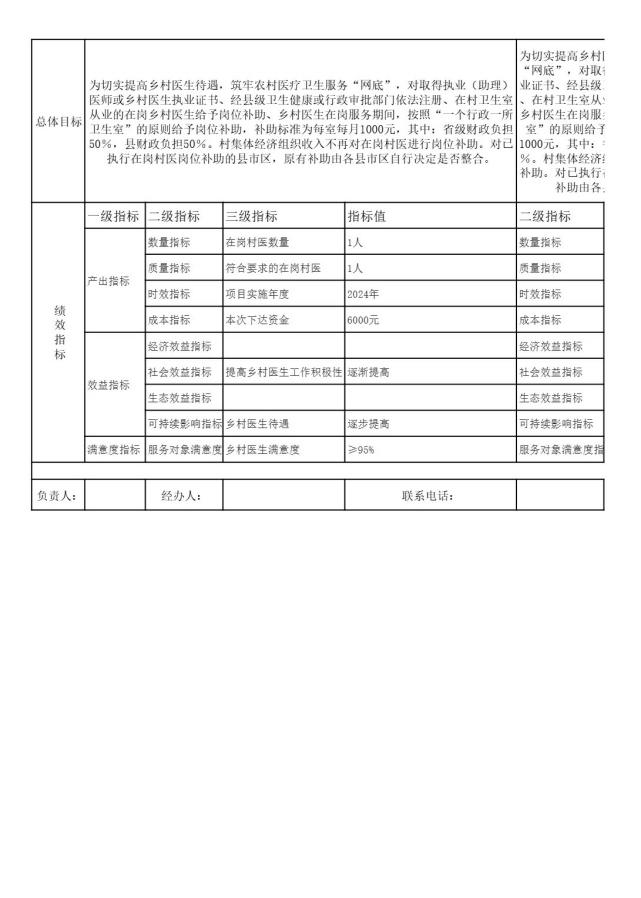 总体目标
为切实提高乡村医生待遇，筑牢农村医疗卫生服务“网底”，对取得执业（助理）
医师或乡村医生执业证书、经县级卫生健康或行政审批部门依法注册、在村卫生室
从业的在岗乡村医生给予岗位补助、乡村医生在岗服务期间，按照“一个行政一所
卫生室”的原则给予岗位补助，补助标准为每室每月1000元，其中：省级财政负担
50%，县财政负担50%。村集体经济组织收入不再对在岗村医进行岗位补助。对已
执行在岗村医岗位补助的县市区，原有补助由各县市区自行决定是否整合。
为切实提高乡村
“网底”，对取
业证书、经县级
、在村卫生室从
乡村医生在岗服
室”的原则给予
1000元，其中：
%。村集体经济
补助。对已执行
补助由各
绩效指标
一级指标 二级指标 三级指标 指标值 二级指标
产出指标
数量指标 在岗村医数量 1人 数量指标
质量指标 符合要求的在岗村医 1人 质量指标
时效指标 项目实施年度 2024年 时效指标
成本指标 本次下达资金 6000元 成本指标
效益指标
经济效益指标 经济效益指标
社会效益指标 提高乡村医生工作积极性 逐渐提高 社会效益指标
生态效益指标 生态效益指标
可持续影响指标 乡村医生待遇 逐步提高 可持续影响指标
满意度指标 服务对象满意度 乡村医生满意度 ≥95% 服务对象满意度指
负责人： 经办人： 联系电话：